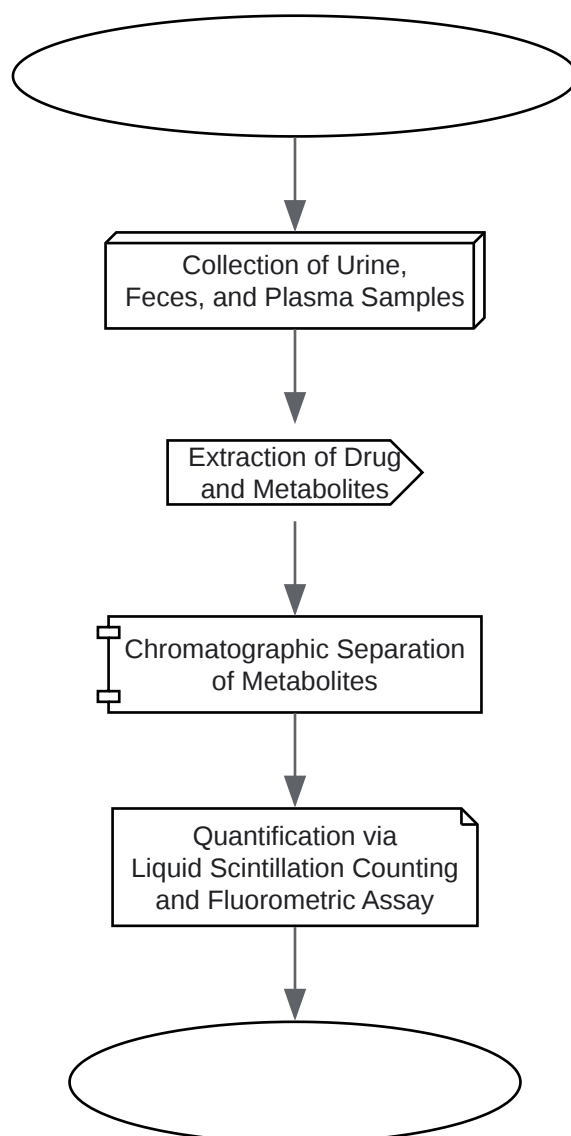 Collection of Urine,
Feces, and Plasma Samples
Extraction of Drug
and Metabolites
Chromatographic Separation
of Metabolites
Quantification via
Liquid Scintillation Counting
and Fluorometric Assay